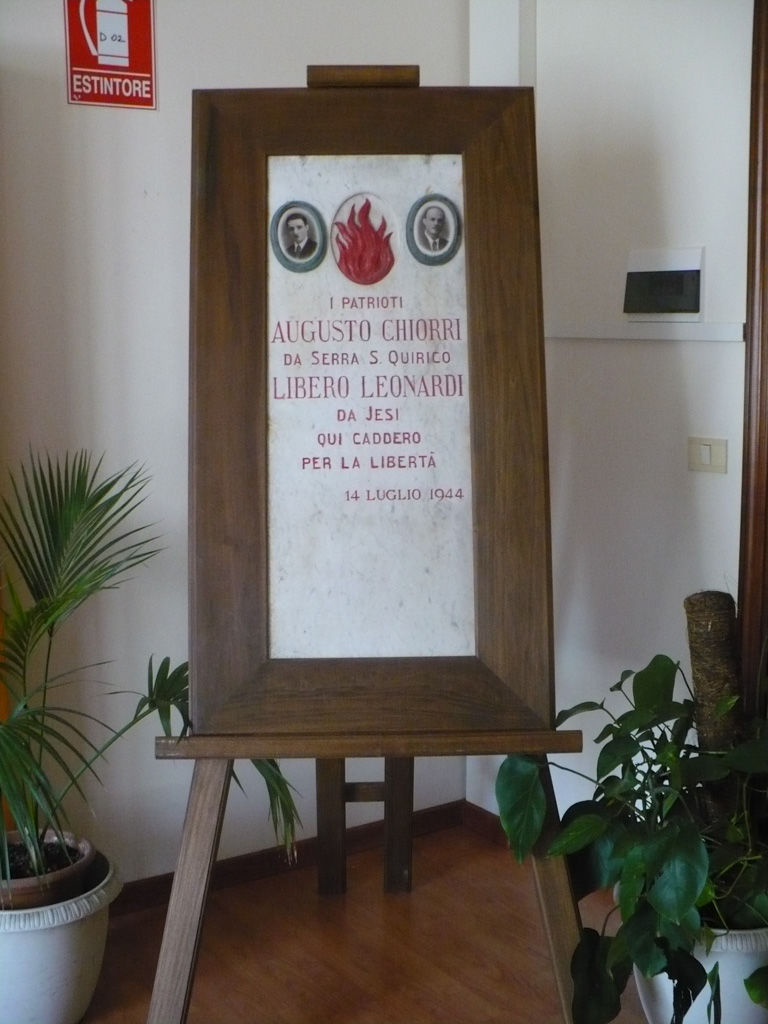 D-02
ESTINTORE
I PATRIOTI
AUGUSTO CHIORRI
DA SERRA S. QUIRICO
LIBERO LEONARDI
DA JESI
QUI CADDERO
PER LA LIBERTÀ
14 LUGLIO 1944